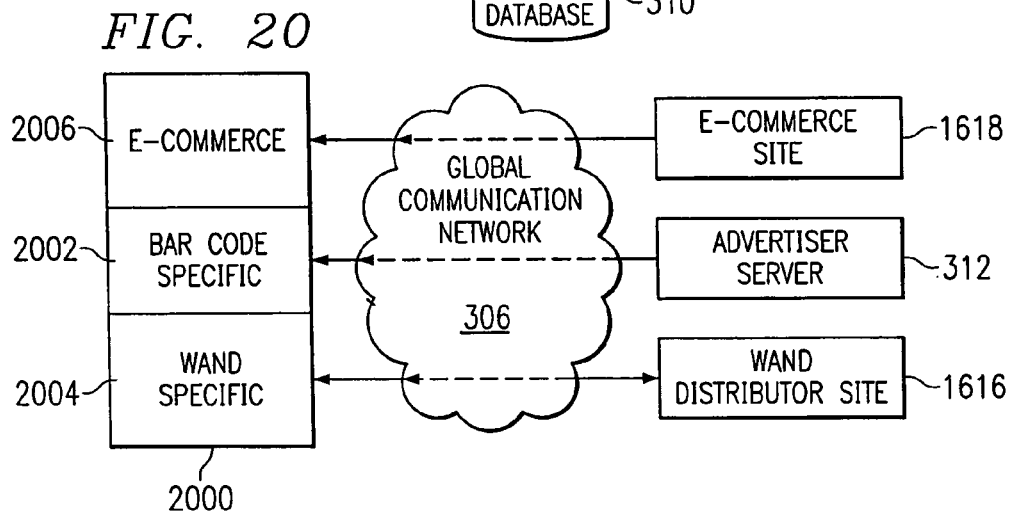 DATABASE
310
FIG. 20
2006
E-COMMERCE
E-COMMERCE
SITE
1618
GLOBAL
COMMUNICATION
NETWORK
2002
BAR CODE
SPECIFIC
ADVERTISER
SERVER
312
306
2004
WAND
SPECIFIC
WAND
DISTRIBUTOR SITE
1616
2000